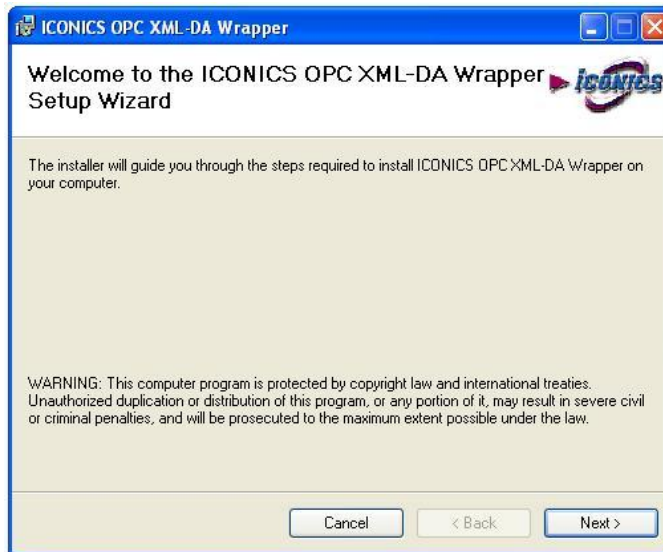 ICONICS OPC XML-DA Wrapper
Welcome to the ICONICS OPC XML-DA Wrapper
Setup Wizard
ICONICS
The installer will guide you through the steps required to install ICONICS OPC XML-DA Wrapper on
your computer.
WARNING: This computer program is protected by copyright law and international treaties.
Unauthorized duplication or distribution of this program, or any portion of it, may result in severe civil
or criminal penalties, and will be prosecuted to the maximum extent possible under the law.
Cancel
< Back
Next >